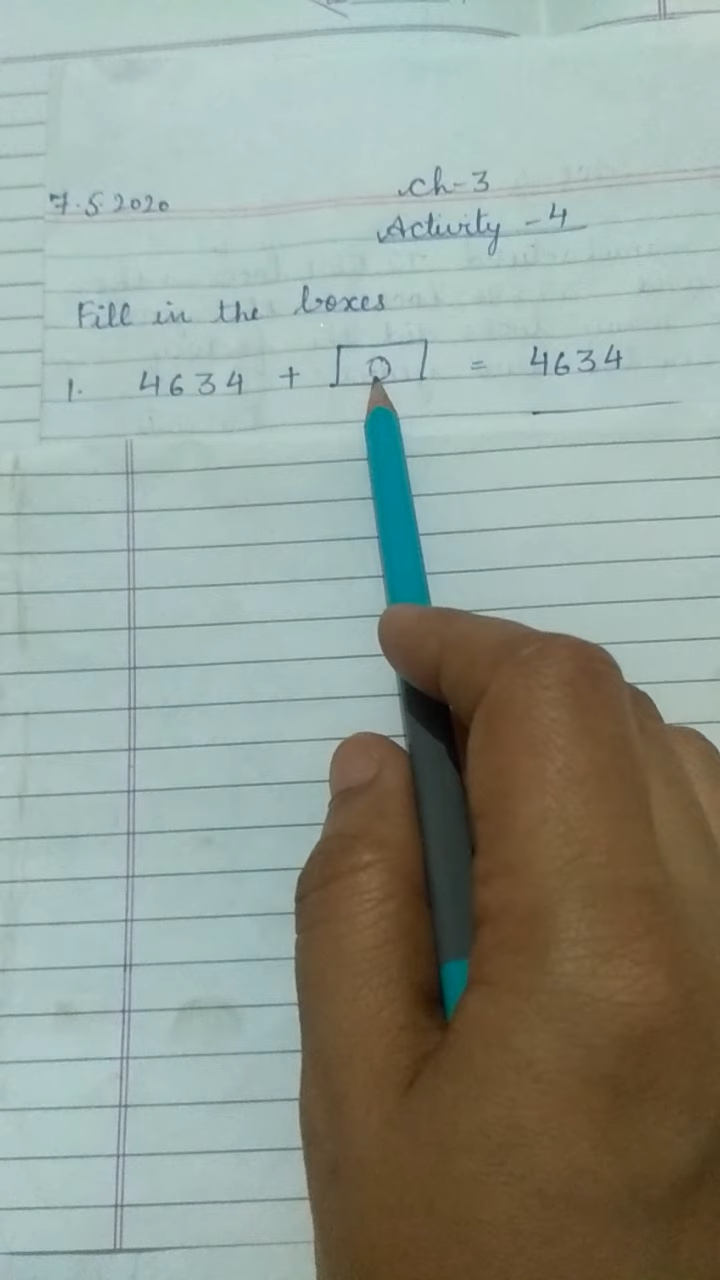 7.5.2020 Ch-3
Activity - 4
Fill in the boxes
1. 4634 + 0 = 4634